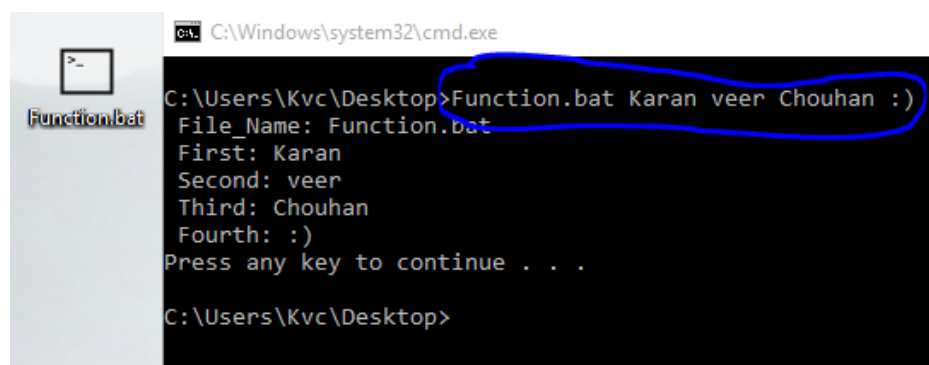 >_
Function.bat
C:\Windows\system32\cmd.exe
C:\Users\Kvc\Desktop>Function.bat Karan veer Chouhan :)
File_Name: Function.bat
First: Karan
Second: veer
Third: Chouhan
Fourth: :)
Press any key to continue . . .
C:\Users\Kvc\Desktop>